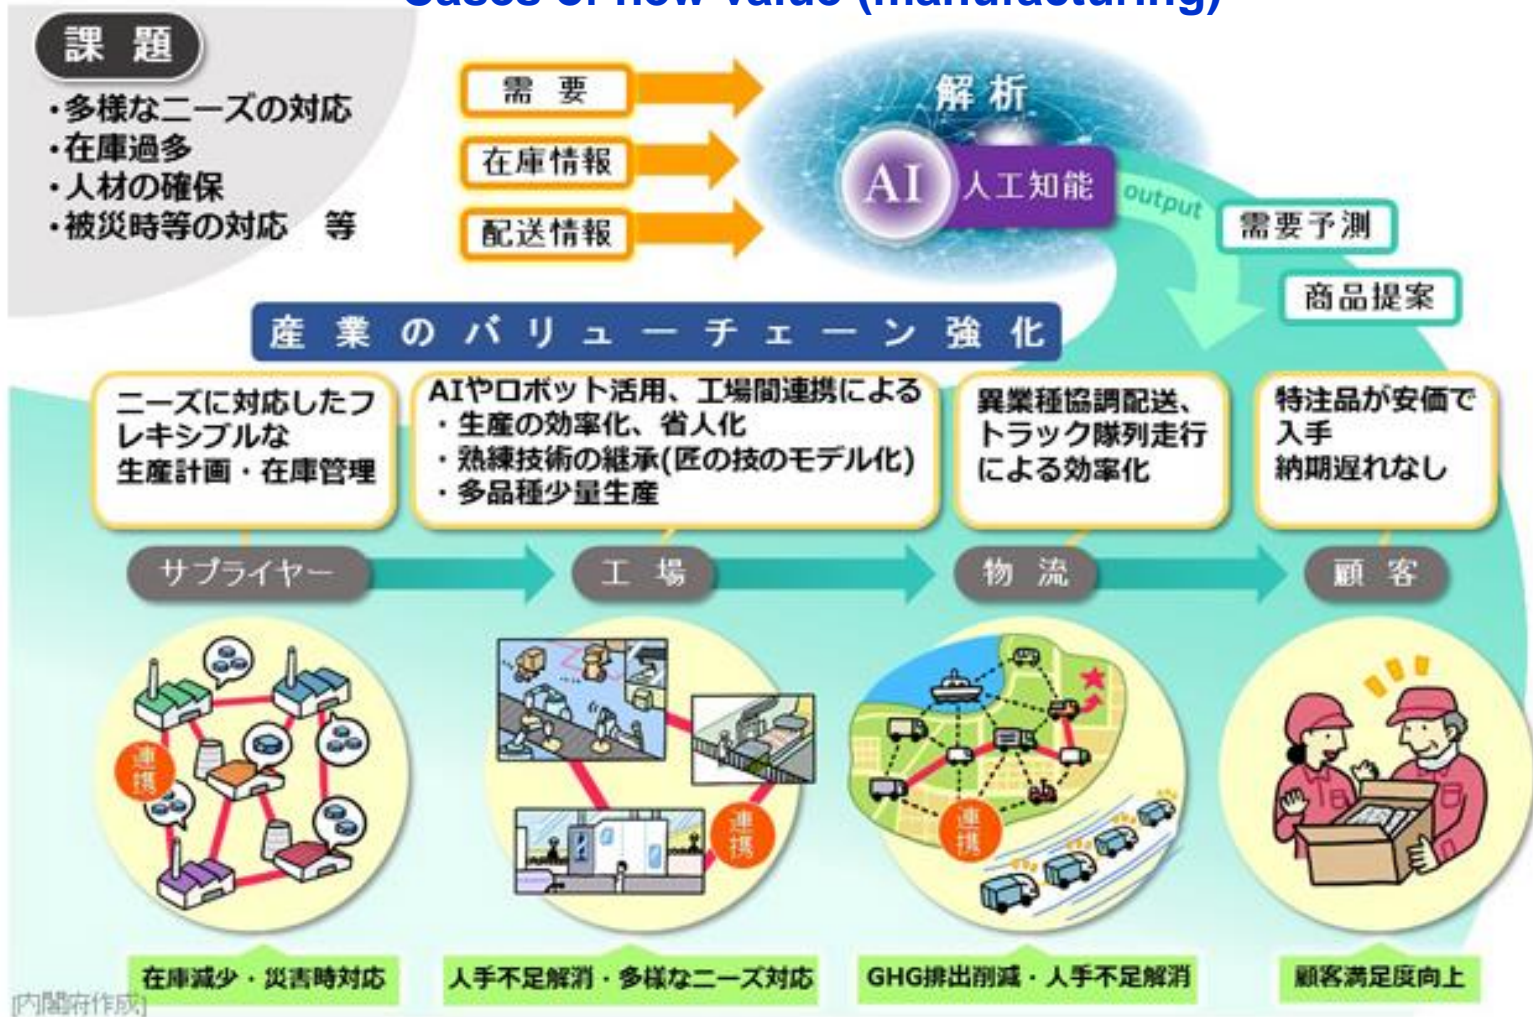 Cases of new value (manufacturing)
課題
・多様なニーズの対応
・在庫過多
・人材の確保
・被災時等の対応　等
需要
在庫情報
配送情報
解析
AI 人工知能
output
需要予測
商品提案
産業のバリューチェーン強化
ニーズに対応したフ
レキシブルな
生産計画・在庫管理
AIやロボット活用、工場間連携による
・生産の効率化、省人化
・熟練技術の継承(匠の技のモデル化)
・多品種少量生産
異業種協調配送、
トラック隊列走行
による効率化
特注品が安価で
入手
納期遅れなし
サプライヤー
工場
物流
顧客
連携
連携
連携
在庫減少・災害時対応
人手不足解消・多様なニーズ対応
GHG排出削減・人手不足解消
顧客満足度向上
[内閣府作成]